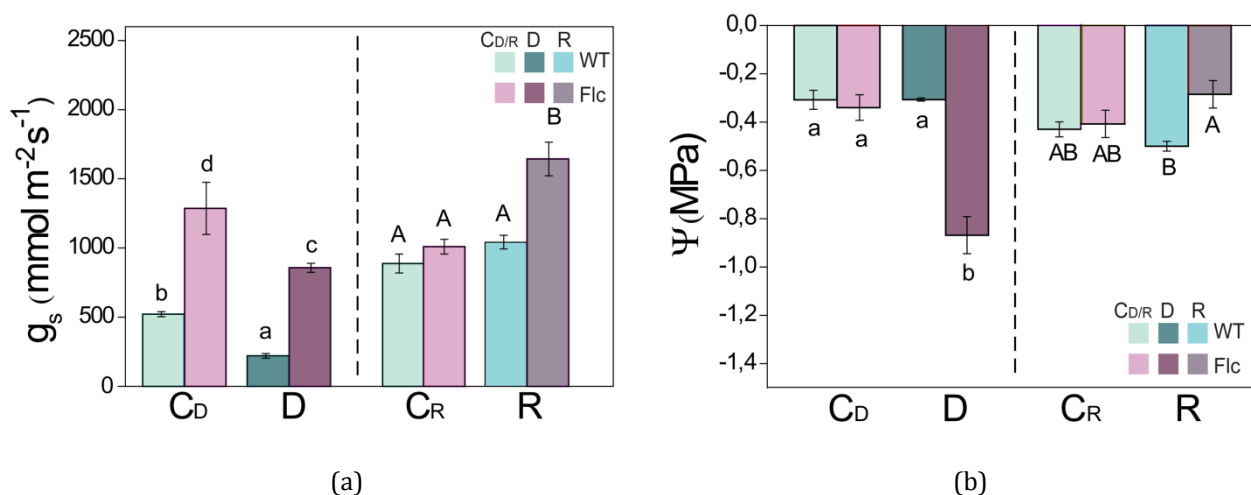 a
2500
2000
1500
1000
500
0
gs (mmol m-2s-1)
CD/R D R
WT
Flc
b
d
a
c
A
A
A
B
CD D CR R
(a)
b
0,0
-0,2
-0,4
-0,6
-0,8
-1,0
-1,2
-1,4
Ψ (MPa)
a
a
a
b
AB
AB
B
A
CD/R D R
WT
Flc
CD D CR R
(b)